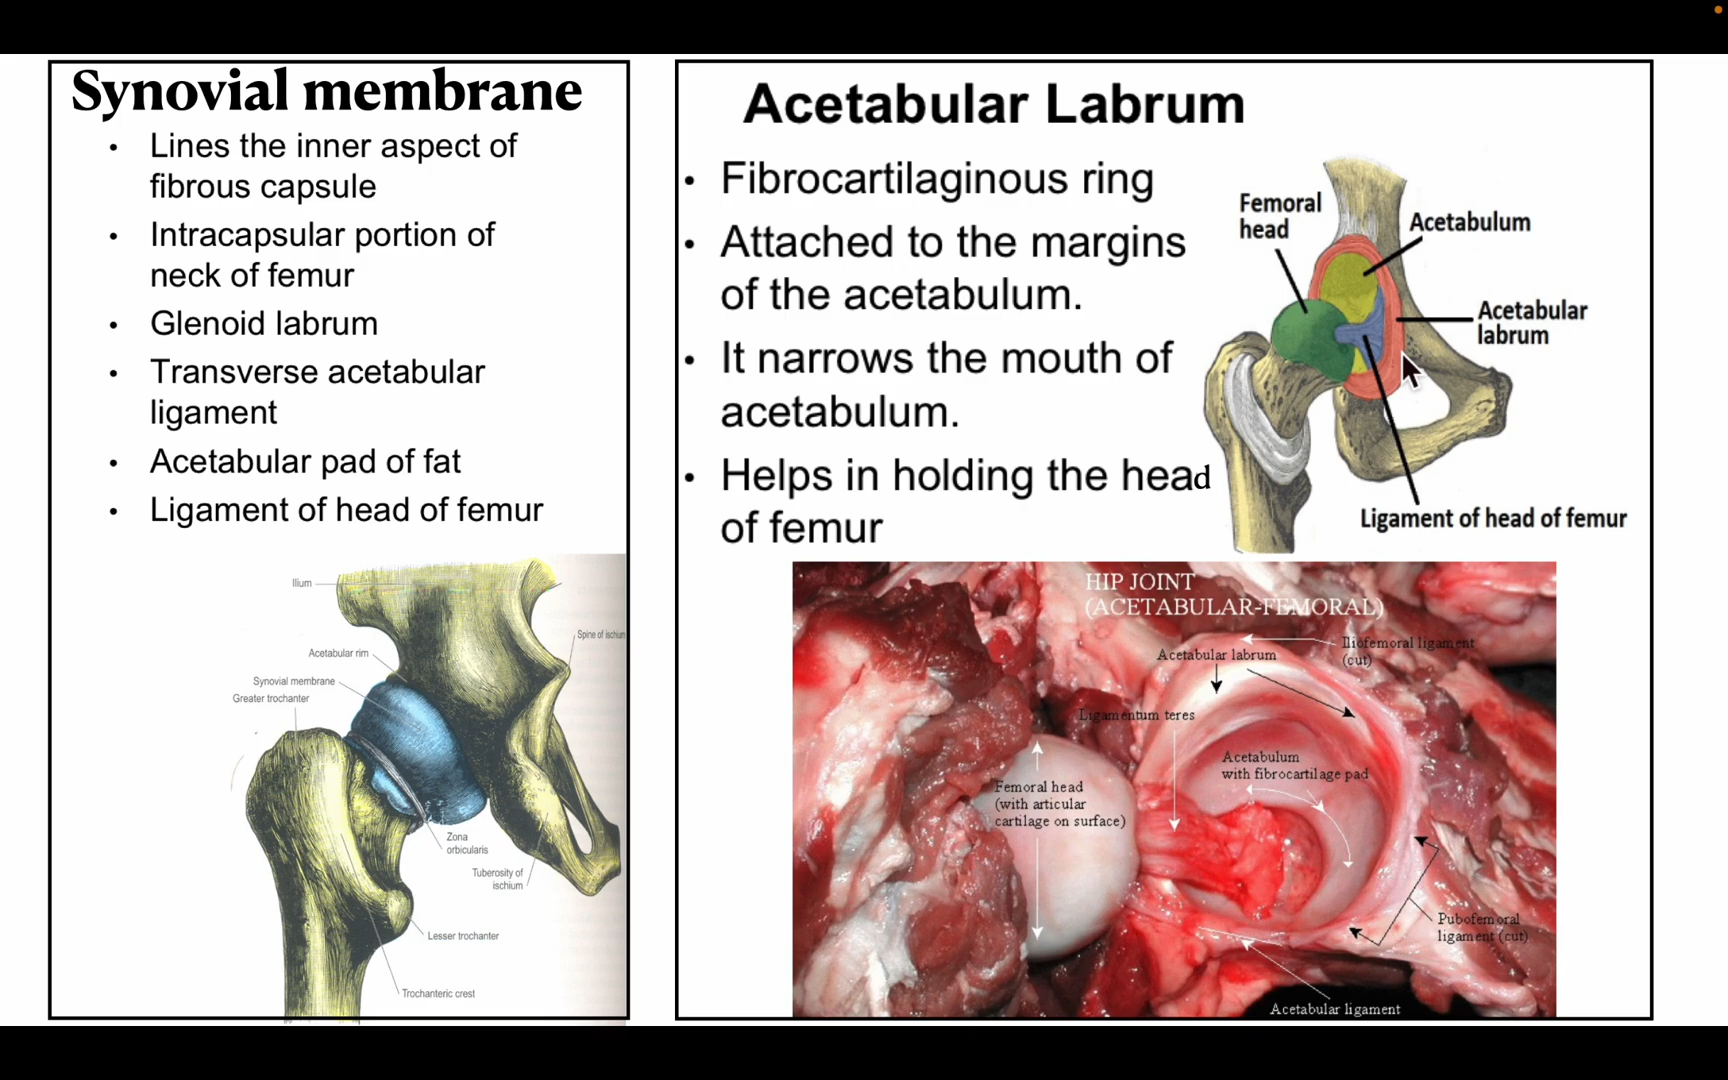 Synovial membrane
• Lines the inner aspect of
fibrous capsule
• Intracapsular portion of
neck of femur
• Glenoid labrum
• Transverse acetabular
ligament
• Acetabular pad of fat
• Ligament of head of femur
Ilium
Spine of ischium
Acetabular rim
Synovial membrane
Greater trochanter
Zona
orbicularis
Tuberosity of
ischium
Lesser trochanter
Trochanteric crest
Acetabular Labrum
• Fibrocartilaginous ring
• Attached to the margins
of the acetabulum.
• It narrows the mouth of
acetabulum.
• Helps in holding the head
of femur
Femoral
head
Acetabulum
Acetabular
labrum
Ligament of head of femur
HIP JOINT
(ACETABULAR-FEMORAL)
Iliofemoral ligament
(cut)
Acetabular labrum
Ligamentum teres
Acetabulum
with fibrocartilage pad
Femoral head
(with articular
cartilage on surface)
Pubofemoral
ligament (cut)
Acetabular ligament